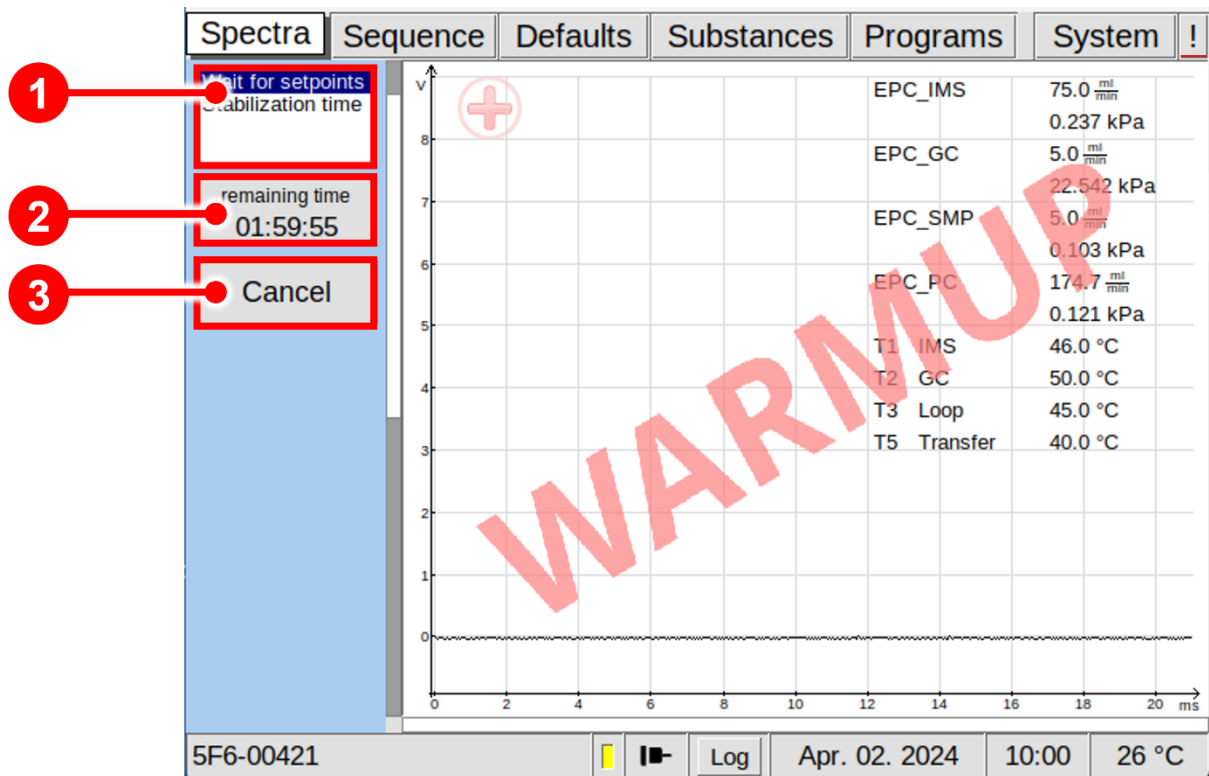 Spectra Sequence Defaults Substances Programs System !
1
Wait for setpoints
Stabilization time
2
remaining time
01:59:55
3
Cancel
V
8
7
6
5
4
3
2
1
0
0 2 4 6 8 10 12 14 16 18 20 ms
EPC_IMS 75.0 ml/min
0.237 kPa
EPC_GC 5.0 ml/min
22.542 kPa
EPC_SMP 5.0 ml/min
0.103 kPa
EPC_PC 174.7 ml/min
0.121 kPa
T1 IMS 46.0 °C
T2 GC 50.0 °C
T3 Loop 45.0 °C
T5 Transfer 40.0 °C
WARMUP
5F6-00421 Log Apr. 02. 2024 10:00 26 °C